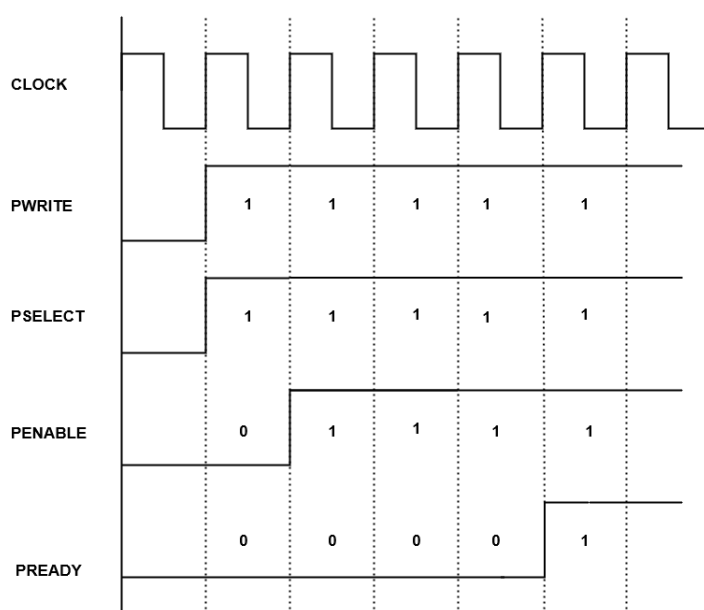 CLOCK
PWRITE 1 1 1 1 1
PSELECT 1 1 1 1 1
PENABLE 0 1 1 1 1
PREADY 0 0 0 0 1